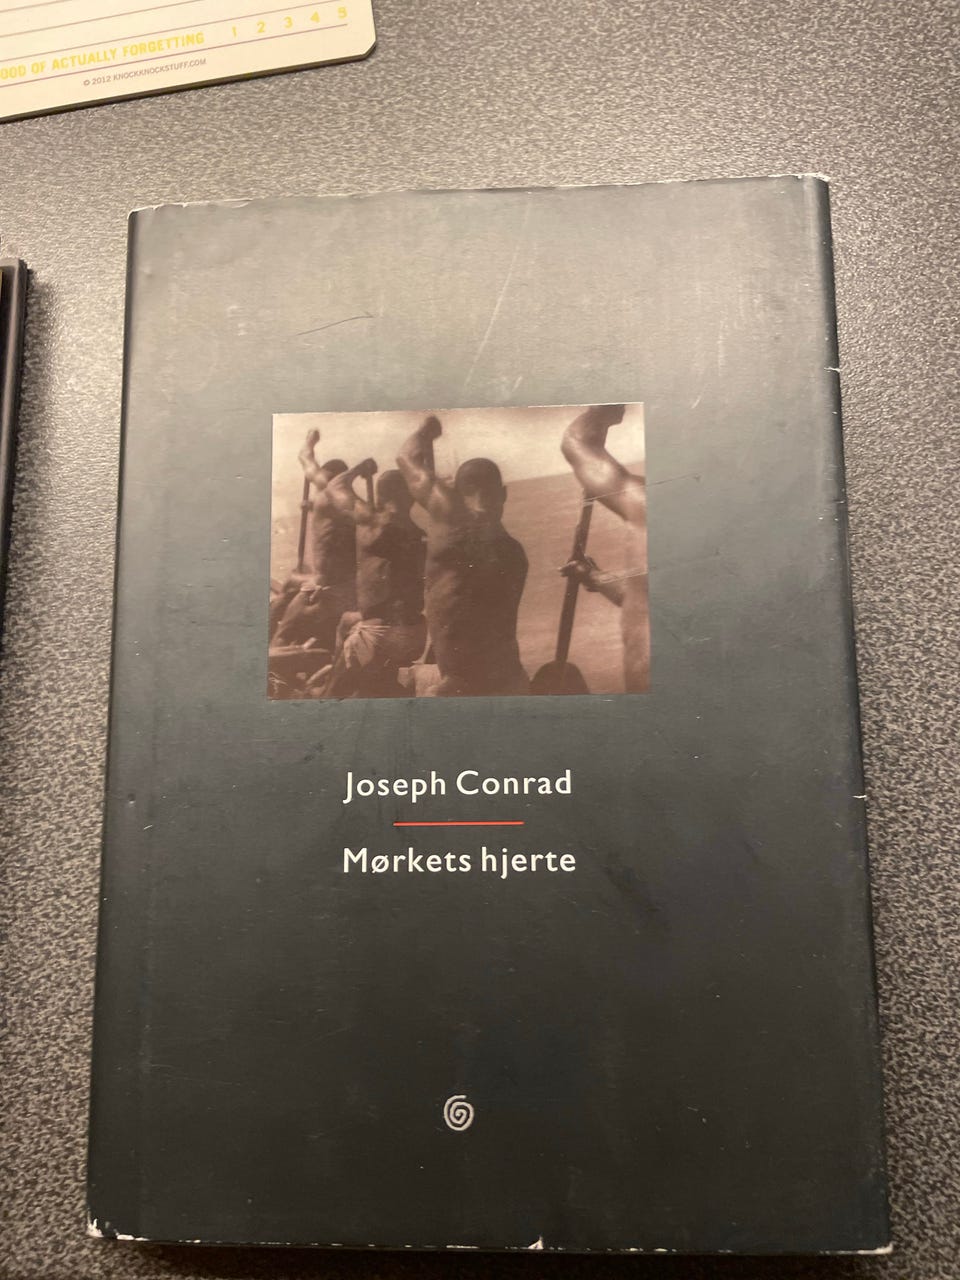 OOD OF ACTUALLY FORGETTING 1 2 3 4 5
© 2012 KNOCKKNOCKSTUFF.COM
Joseph Conrad
Mørkets hjerte